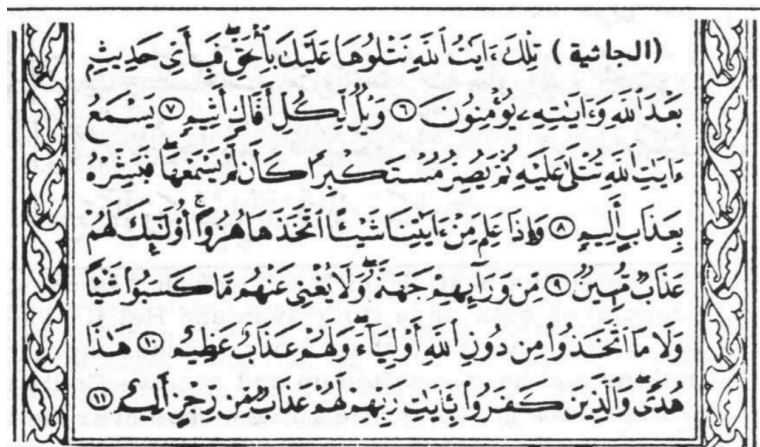 (الجاثية) تِلْكَ ءَايَٰتُ ٱللَّهِ نَتْلُوهَا عَلَيْكَ بِٱلْحَقِّ ۖ فَبِأَىِّ حَدِيثٍۭ
بَعْدَ ٱللَّهِ وَءَايَٰتِهِۦ يُؤْمِنُونَ ٦ وَيْلٌ لِّكُلِّ أَفَّاكٍ أَثِيمٍ ٧ يَسْمَعُ
ءَايَٰتِ ٱللَّهِ تُتْلَىٰ عَلَيْهِ ثُمَّ يُصِرُّ مُسْتَكْبِرًا كَأَن لَّمْ يَسْمَعْهَا ۖ فَبَشِّرْهُ
بِعَذَابٍ أَلِيمٍ ٨ وَإِذَا عَلِمَ مِنْ ءَايَٰتِنَا شَيْـًٔا ٱتَّخَذَهَا هُزُوًا ۚ أُو۟لَٰٓئِكَ لَهُمْ
عَذَابٌ مُّهِينٌ ٩ مِّن وَرَآئِهِمْ جَهَنَّمُ ۖ وَلَا يُغْنِى عَنْهُم مَّا كَسَبُوا۟ شَيْـًٔا
وَلَا مَا ٱتَّخَذُوا۟ مِن دُونِ ٱللَّهِ أَوْلِيَآءَ ۖ وَلَهُمْ عَذَابٌ عَظِيمٌ ١٠ هَٰذَا
هُدًى ۖ وَٱلَّذِينَ كَفَرُوا۟ بِـَٔايَٰتِ رَبِّهِمْ لَهُمْ عَذَابٌ مِّن رِّجْزٍ أَلِيمٌ ١١